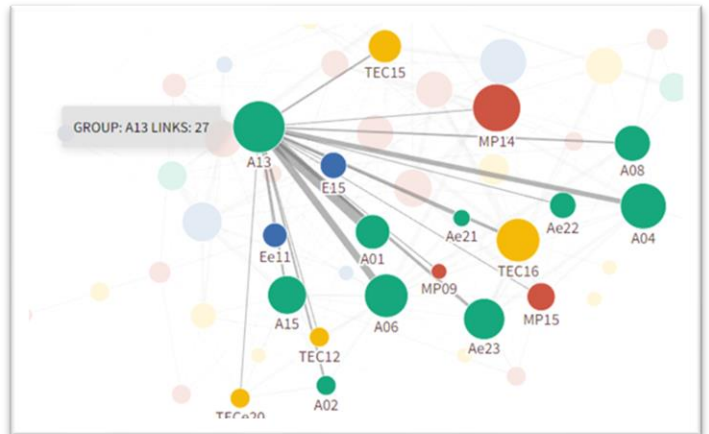 TEC15
MP14
GROUP: A13 LINKS: 27
A13
A08
E15
A04
Ae22
Ae21
A01
Ee11
TEC16
MP09
MP15
A15
A06
Ae23
TEC12
A02
TECe20